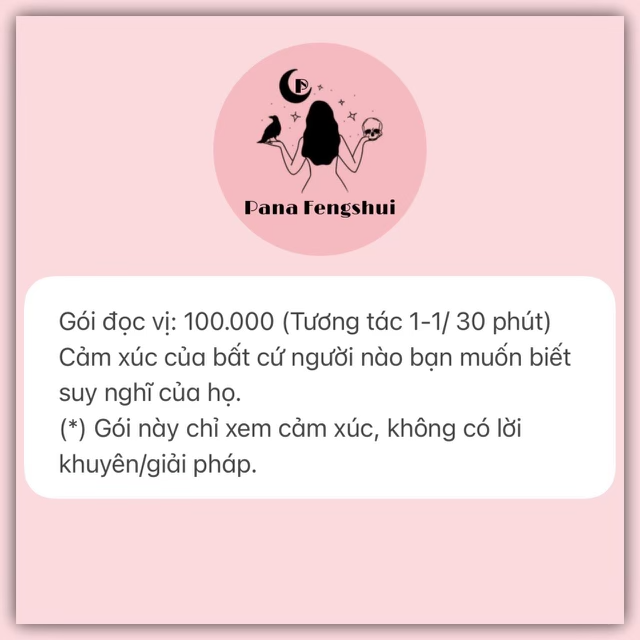 P
Pana Fengshui
Gói đọc vị: 100.000 (Tương tác 1-1/ 30 phút)
Cảm xúc của bất cứ người nào bạn muốn biết
suy nghĩ của họ.
(*) Gói này chỉ xem cảm xúc, không có lời
khuyên/giải pháp.